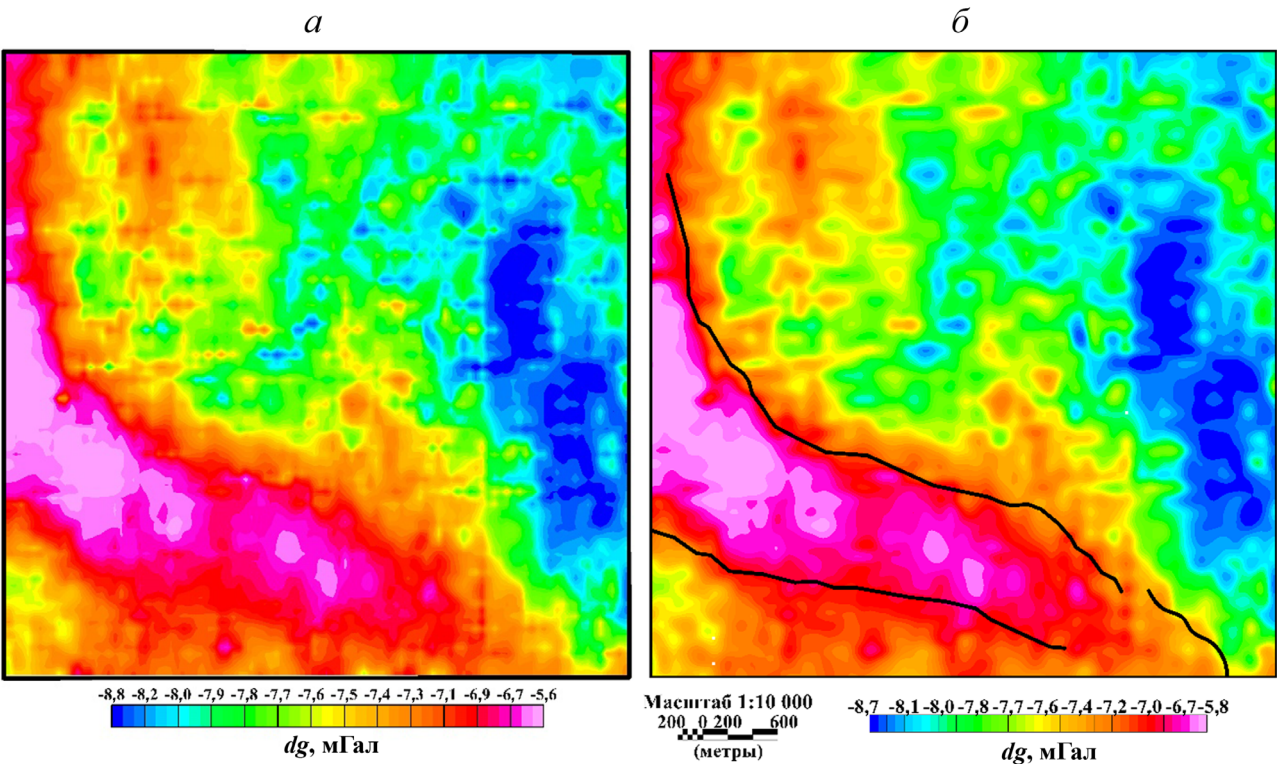 а
б
-8,8 -8,2 -8,0 -7,9 -7,8 -7,7 -7,6 -7,5 -7,4 -7,3 -7,1 -6,9 -6,7 -5,6
dg, мГал
Масштаб 1:10 000
200 0 200 600
(метры)
-8,7 -8,1 -8,0 -7,8 -7,7 -7,6 -7,4 -7,2 -7,0 -6,7 -5,8
dg, мГал